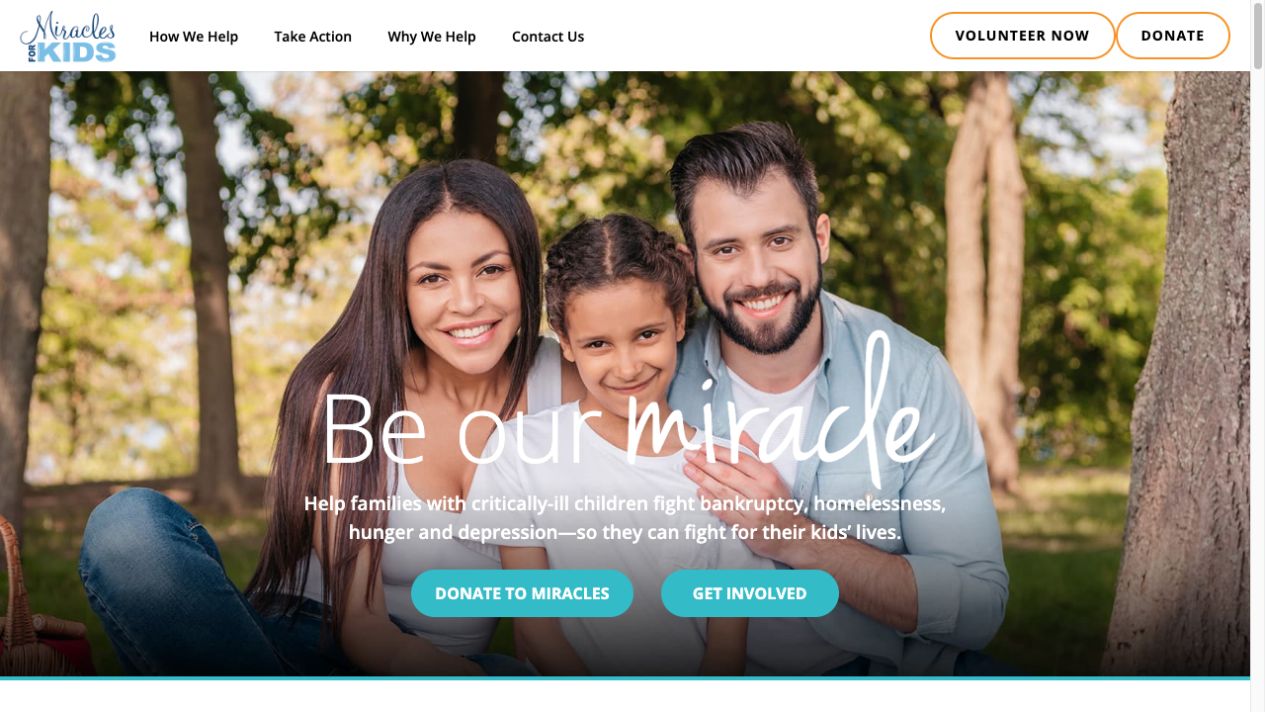 Miracles
FOR KIDS
How We Help
Take Action
Why We Help
Contact Us
VOLUNTEER NOW
DONATE
Be our miracle
Help families with critically-ill children fight bankruptcy, homelessness,
hunger and depression—so they can fight for their kids’ lives.
DONATE TO MIRACLES
GET INVOLVED